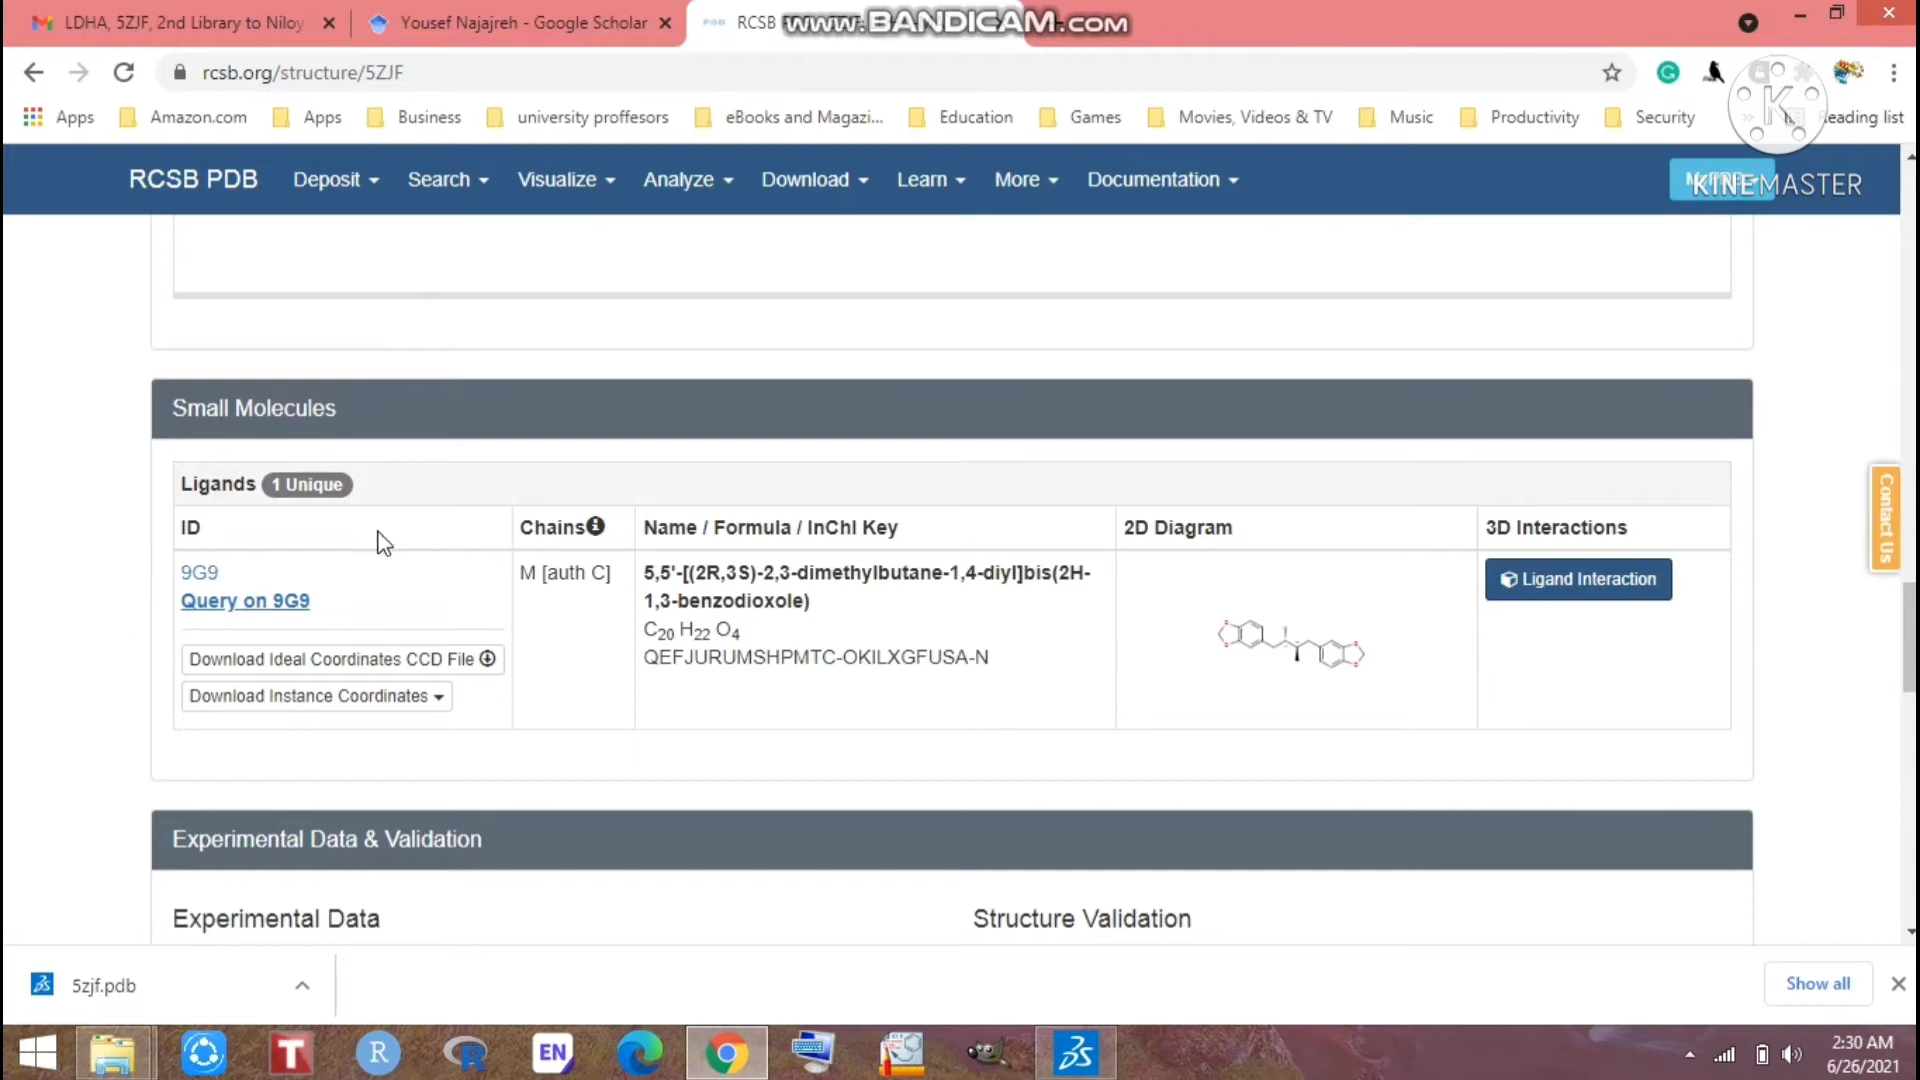 LDHA, 5ZJF, 2nd Library to Niloy
Yousef Najajreh - Google Scholar
RCSB
WWW.BANDICAM.COM
rcsb.org/structure/5ZJF
Apps
Amazon.com
Apps
Business
university proffesors
eBooks and Magazi...
Education
Games
Movies, Videos & TV
Music
Productivity
Security
Reading list
K
RCSB PDB
Deposit
Search
Visualize
Analyze
Download
Learn
More
Documentation
KINEMASTER
Small Molecules
Ligands 1 Unique
ID
Chains
Name / Formula / InChI Key
2D Diagram
3D Interactions
9G9
Query on 9G9
Download Ideal Coordinates CCD File
Download Instance Coordinates
M [auth C]
5,5'-[(2R,3S)-2,3-dimethylbutane-1,4-diyl]bis(2H-
1,3-benzodioxole)
C20 H22 O4
QEFJURUMSHPMTC-OKILXGFUSA-N
Ligand Interaction
Contact Us
Experimental Data & Validation
Experimental Data
Structure Validation
5zjf.pdb
Show all
EN
2:30 AM
6/26/2021